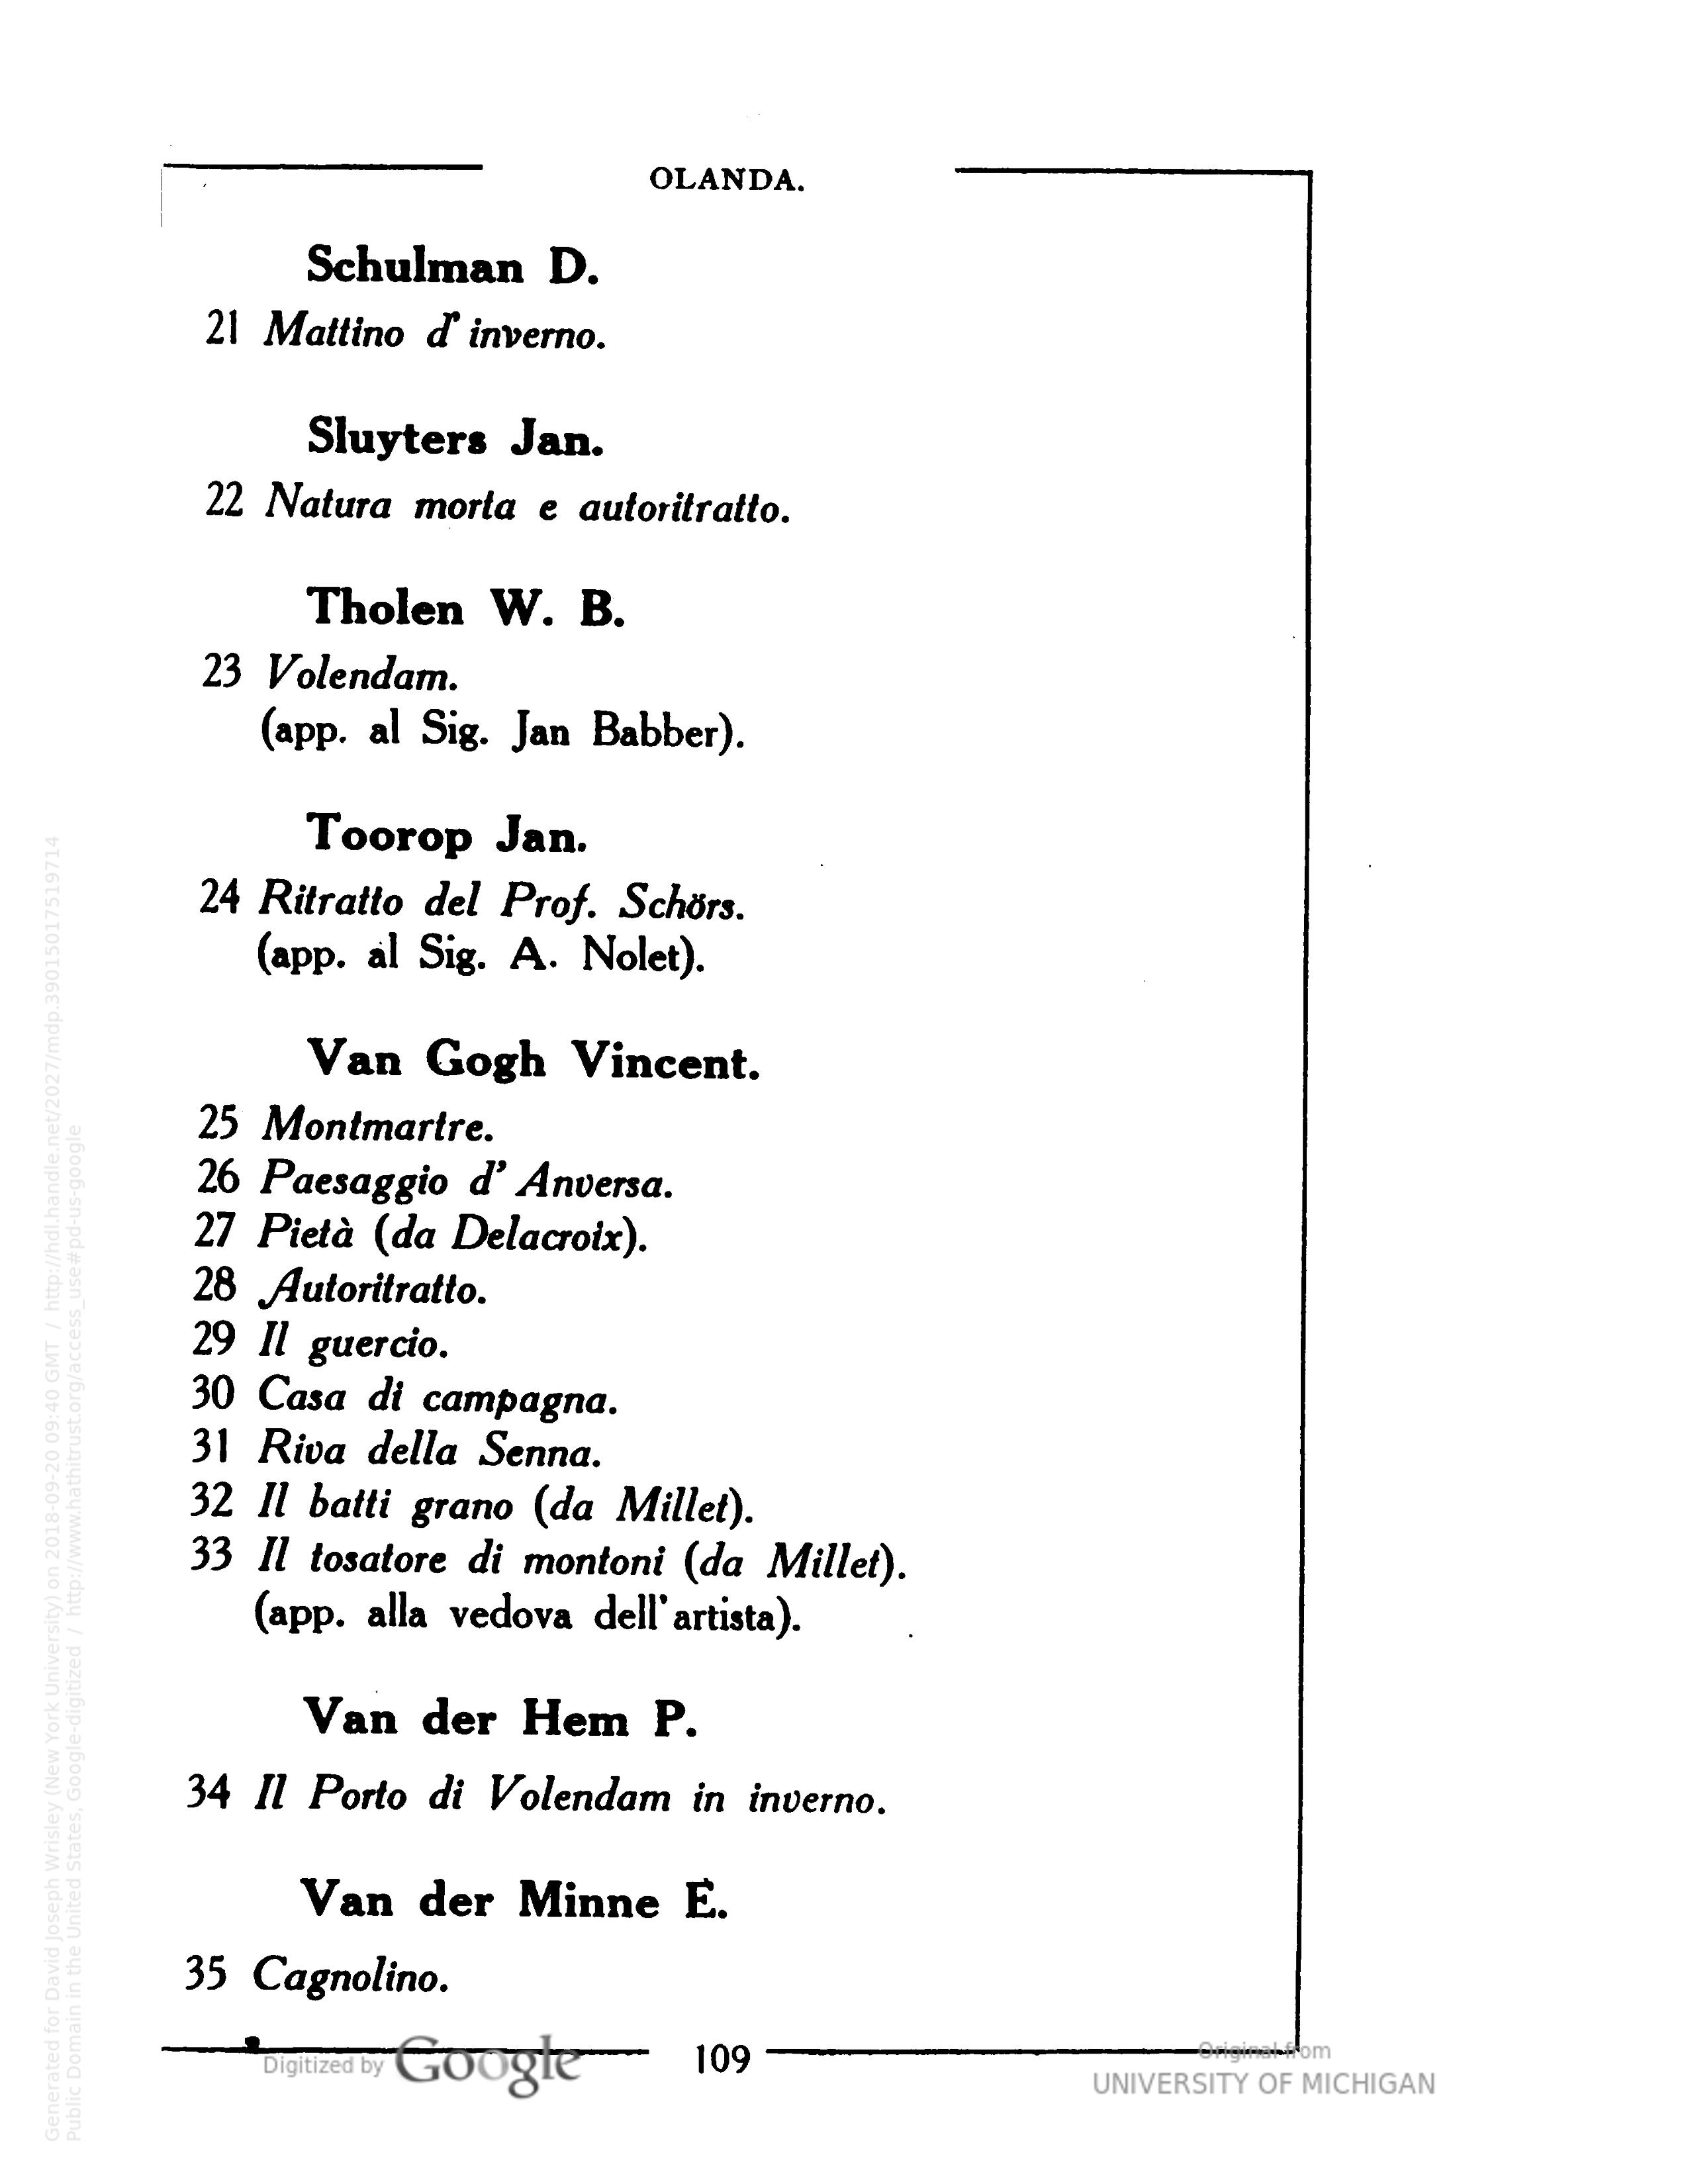 OLANDA.
Schulman D.
21 Mattino d' inverno.
Sluyters Jan.
22 Natura morta e autoritratto.
Tholen W. B.
23 Volendam.
(app. al Sig. Jan Babber).
Toorop Jan.
24 Ritratto del Prof. Schörs.
(app. al Sig. A. Nolet).
Van Gogh Vincent.
25 Montmartre.
26 Paesaggio d' Anversa.
27 Pietà (da Delacroix).
28 Autoritratto.
29 Il guercio.
30 Casa di campagna.
31 Riva della Senna.
32 Il batti grano (da Millet).
33 Il tosatore di montoni (da Millet).
(app. alla vedova dell' artista).
Van der Hem P.
34 Il Porto di Volendam in inverno.
Van der Minne E.
35 Cagnolino.
109
Digitized by Google
Original from
UNIVERSITY OF MICHIGAN
Generated for David Joseph Wrisley (New York University) on 2018-09-20 09:40 GMT / http://hdl.handle.net/2027/mdp.39015017519714
Public Domain in the United States, Google-digitized / http://www.hathitrust.org/access_use#pd-us-google